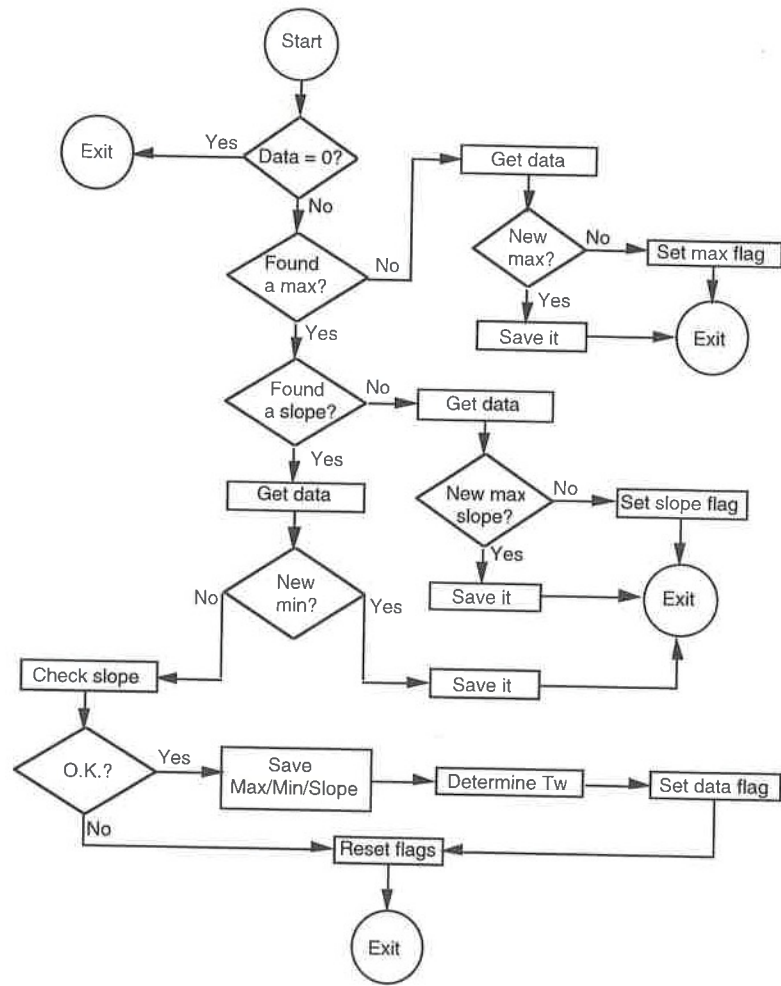 Start
Exit
Yes
Data = 0?
No
Get data
Found
a max?
No
New
max?
No
Set max flag
Yes
Yes
Save it
Exit
Found
a slope?
No
Get data
Yes
Get data
New max
slope?
No
Set slope flag
Yes
New
min?
No
Yes
Save it
Exit
Check slope
Save it
O.K.?
Yes
Save
Max/Min/Slope
Determine Tw
Set data flag
No
Reset flags
Exit